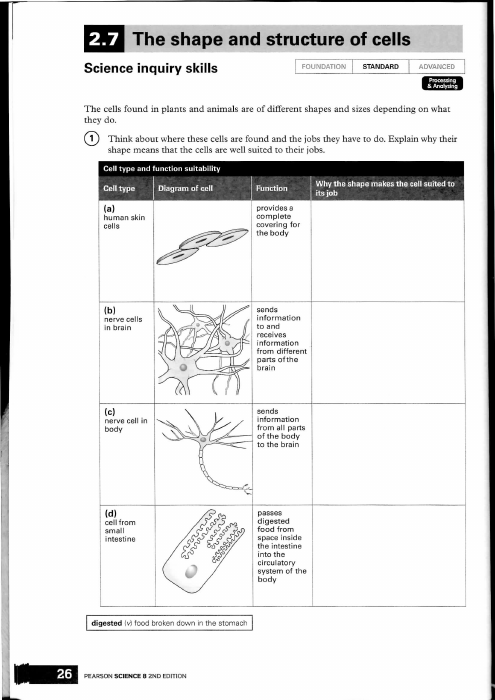 2.7 The shape and structure of cells
Science inquiry skills
FOUNDATION STANDARD ADVANCED
Processing
& Analysing
The cells found in plants and animals are of different shapes and sizes depending on what
they do.
1 Think about where these cells are found and the jobs they have to do. Explain why their
shape means that the cells are well suited to their jobs.
Cell type and function suitability
Cell type
Diagram of cell
Function
Why the shape makes the cell suited to
its job
(a)
human skin
cells
provides a
complete
covering for
the body
(b)
nerve cells
in brain
sends
information
to and
receives
information
from different
parts of the
brain
(c)
nerve cell in
body
sends
information
from all parts
of the body
to the brain
(d)
cell from
small
intestine
passes
digested
food from
space inside
the intestine
into the
circulatory
system of the
body
digested (v) food broken down in the stomach
26 PEARSON SCIENCE 8 2ND EDITION